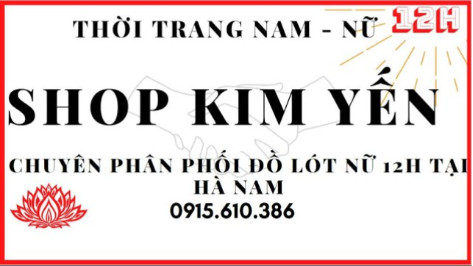 THỜI TRANG NAM - NỮ
12H
SHOP KIM YẾN
CHUYÊN PHÂN PHỐI ĐỒ LÓT NỮ 12H TẠI
HÀ NAM
0915.610.386